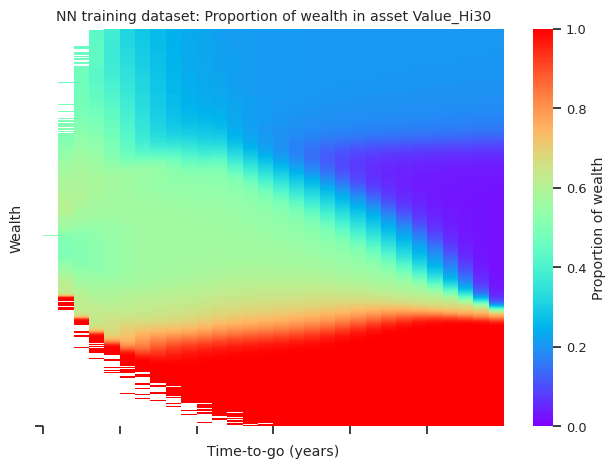 NN training dataset: Proportion of wealth in asset Value_Hi30
Wealth
Time-to-go (years)
1.0
0.8
0.6
0.4
0.2
0.0
Proportion of wealth